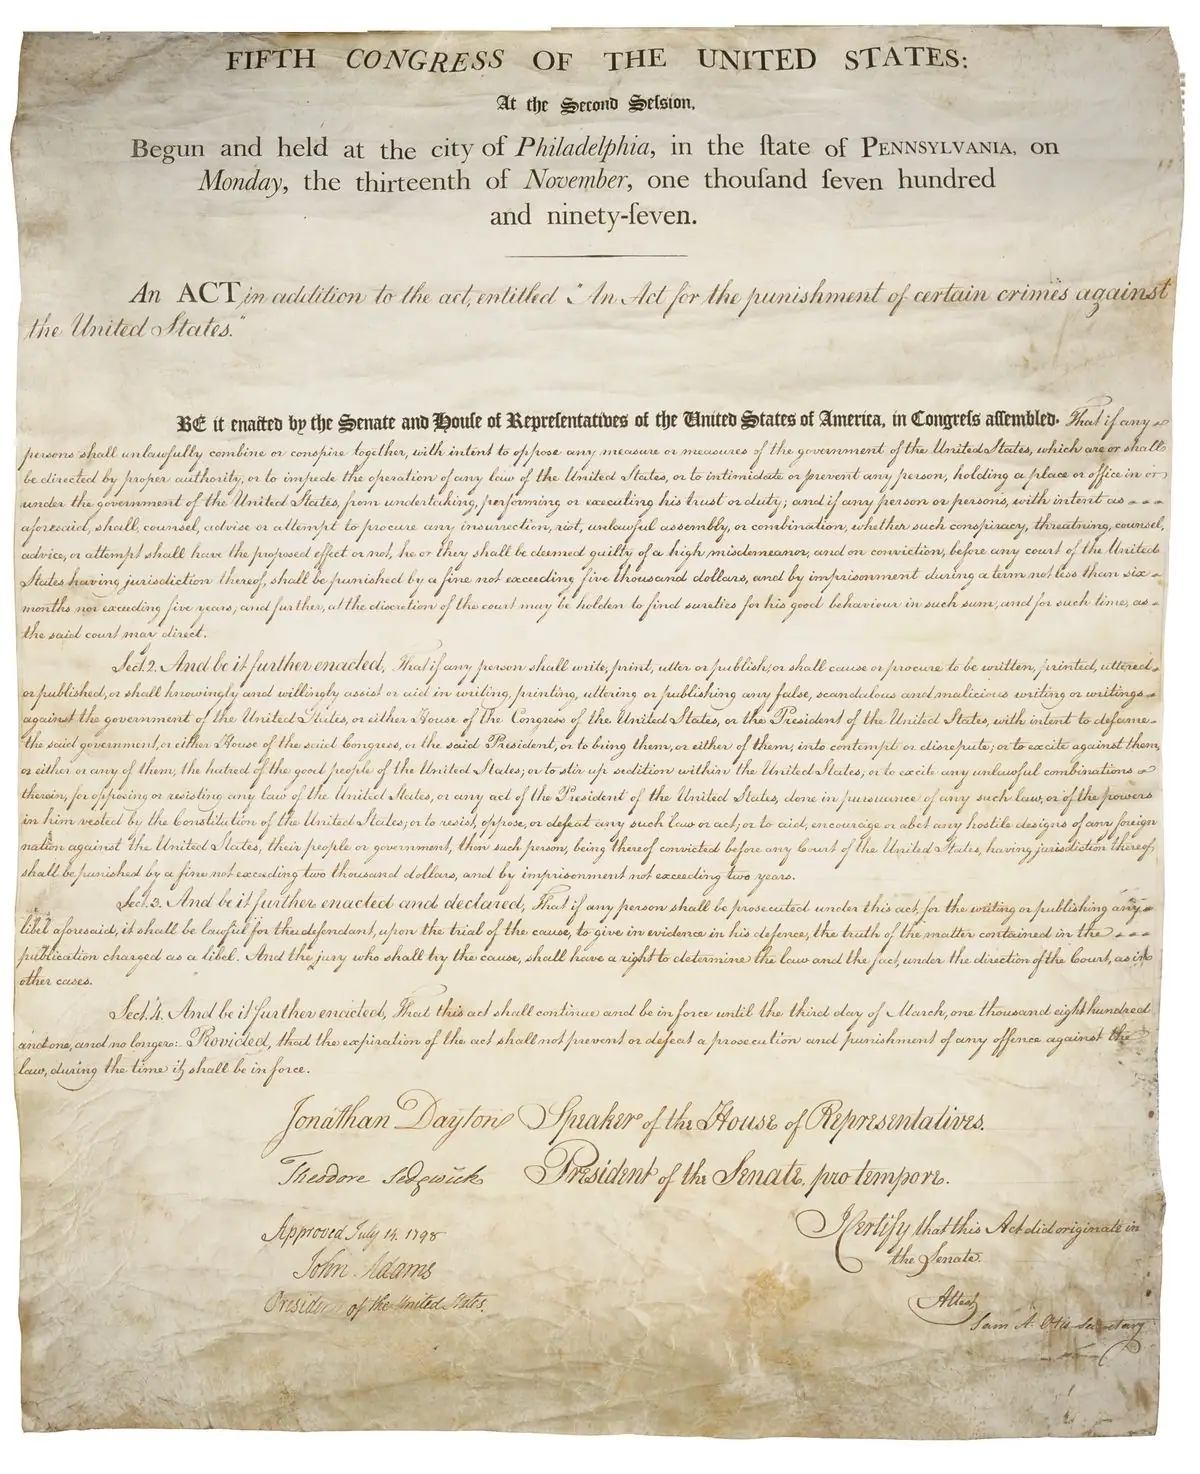 FIFTH CONGRESS OF THE UNITED STATES:
At the Second Seſsion,
Begun and held at the city of Philadelphia, in the ſtate of PENNSYLVANIA, on
Monday, the thirteenth of November, one thouſand ſeven hundred
and ninety-ſeven.
An ACT in addition to the act, entitled "An Act for the punishment of certain crimes against
the United States."
BE it enacted by the Senate and Houſe of Repreſentatives of the United States of America, in Congreſs aſſembled. That if any
persons shall unlawfully combine or conspire together, with intent to oppose any measure or measures of the government of the United States, which are or shall
be directed by proper authority, or to impede the operation of any law of the United States, or to intimidate or prevent any person, holding a place or office in or
under the government of the United States, from undertaking, performing or executing his trust or duty; and if any person or persons, with intent as
aforesaid, shall counsel, advise or attempt to procure any insurrection, riot, unlawful assembly, or combination, whether such conspiracy, threatning, counsel,
advice, or attempt shall have the proposed effect or not, he or they shall be deemed guilty of a high misdemeanor, and on conviction, before any court of the United
States having jurisdiction thereof, shall be punished by a fine not exceeding five thousand dollars, and by imprisonment during a term not less than six
months nor exceeding five years; and further, at the discretion of the court may be holden to find sureties for his good behaviour in such sum, and for such time, as
the said court may direct.
Sect. 2. And be it further enacted, That if any person shall write, print, utter or publish, or shall cause or procure to be written, printed, uttered
or published, or shall knowingly and willingly assist or aid in writing, printing, uttering or publishing any false, scandalous and malicious writing or writings
against the government of the United States, or either House of the Congress of the United States, or the President of the United States, with intent to defame
the said government, or either House of the said Congress, or the said President, or to bring them, or either of them, into contempt or disrepute; or to excite against them,
or either or any of them, the hatred of the good people of the United States, or to stir up sedition within the United States, or to excite any unlawful combinations
therein, for opposing or resisting any law of the United States, or any act of the President of the United States, done in pursuance of any such law, or of the powers
in him vested by the Constitution of the United States; or to resist, oppose, or defeat any such law or act; or to aid, encourage or abet any hostile designs of any foreign
nation against the United States, their people or government, then such person, being thereof convicted before any Court of the United States, having jurisdiction thereof,
shall be punished by a fine not exceeding two thousand dollars, and by imprisonment not exceeding two years.
Sect. 3. And be it further enacted and declared, That if any person shall be prosecuted under this act, for the writing or publishing any
libel aforesaid, it shall be lawful for the defendant, upon the trial of the cause, to give in evidence in his defence, the truth of the matter contained in the
publication charged as a libel. And the jury who shall try the cause, shall have a right to determine the law and the fact, under the direction of the Court, as in
other cases.
Sect. 4. And be it further enacted, That this act shall continue and be in force until the third day of March, one thousand eight hundred
and one, and no longer: Provided, that the expiration of the act shall not prevent or defeat a prosecution and punishment of any offence against the
law, during the time it shall be in force.
Jonathan Dayton Speaker of the House of Representatives.
Theodore Sedgwick President of the Senate, pro tempore.
Approved July 14, 1798
John Adams
President of the United States.
I Certify that this Act did originate in
the Senate.
Attest,
Sam A. Otis Secretary